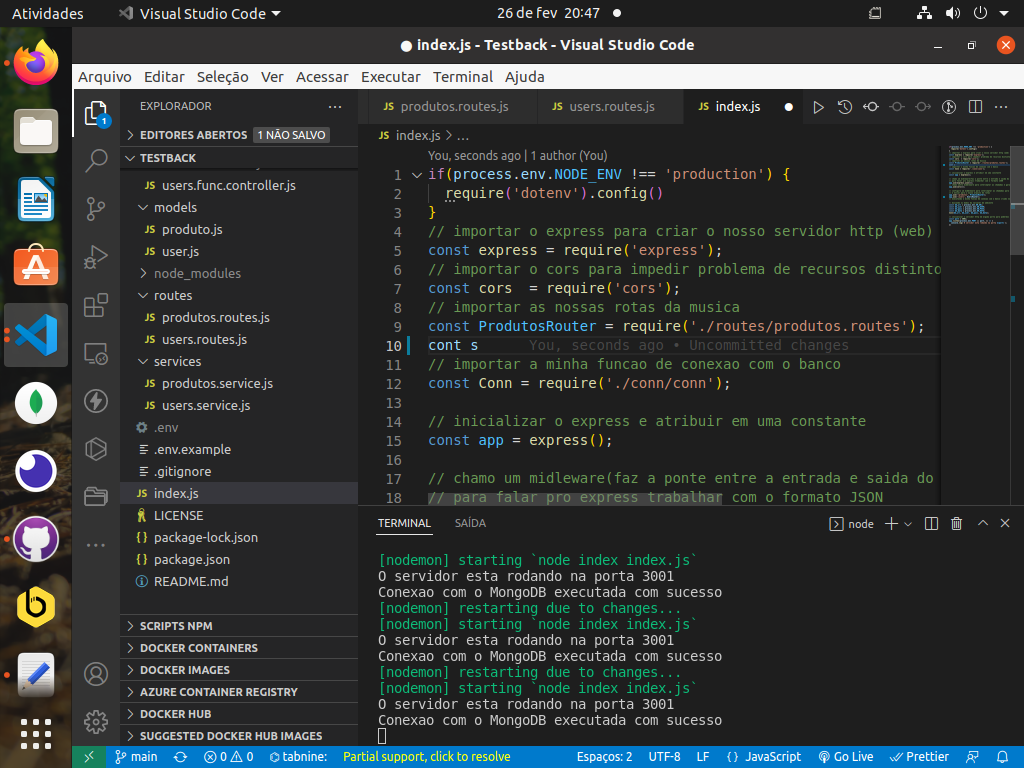 Atividades
Visual Studio Code
26 de fev 20:47
index.js - Testback - Visual Studio Code
Arquivo Editar Seleção Ver Acessar Executar Terminal Ajuda
EXPLORADOR
EDITORES ABERTOS 1 NÃO SALVO
TESTBACK
users.func.controller.js
models
produto.js
user.js
node_modules
routes
produtos.routes.js
users.routes.js
services
produtos.service.js
users.service.js
.env
.env.example
.gitignore
index.js
LICENSE
package-lock.json
package.json
README.md
SCRIPTS NPM
DOCKER CONTAINERS
DOCKER IMAGES
AZURE CONTAINER REGISTRY
DOCKER HUB
SUGGESTED DOCKER HUB IMAGES
JS produtos.routes.js JS users.routes.js JS index.js
JS index.js > ...
You, seconds ago | 1 author (You)
1 if(process.env.NODE_ENV !== 'production') {
2 require('dotenv').config()
3 }
4 // importar o express para criar o nosso servidor http (web)
5 const express = require('express');
6 // importar o cors para impedir problema de recursos distinto
7 const cors  = require('cors');
8 // importar as nossas rotas da musica
9 const ProdutosRouter = require('./routes/produtos.routes');
10 cont s You, seconds ago • Uncommitted changes
11 // importar a minha funcao de conexao com o banco
12 const Conn = require('./conn/conn');
13
14 // inicializar o express e atribuir em uma constante
15 const app = express();
16
17 // chamo um midleware(faz a ponte entre a entrada e saida do
18 // para falar pro express trabalhar com o formato JSON
TERMINAL SAÍDA
node
[nodemon] starting `node index index.js`
O servidor esta rodando na porta 3001
Conexao com o MongoDB executada com sucesso
[nodemon] restarting due to changes...
[nodemon] starting `node index index.js`
O servidor esta rodando na porta 3001
Conexao com o MongoDB executada com sucesso
[nodemon] restarting due to changes...
[nodemon] starting `node index index.js`
O servidor esta rodando na porta 3001
Conexao com o MongoDB executada com sucesso
main 0 0 tabnine: Partial support, click to resolve Espaços: 2 UTF-8 LF {} JavaScript Go Live Prettier